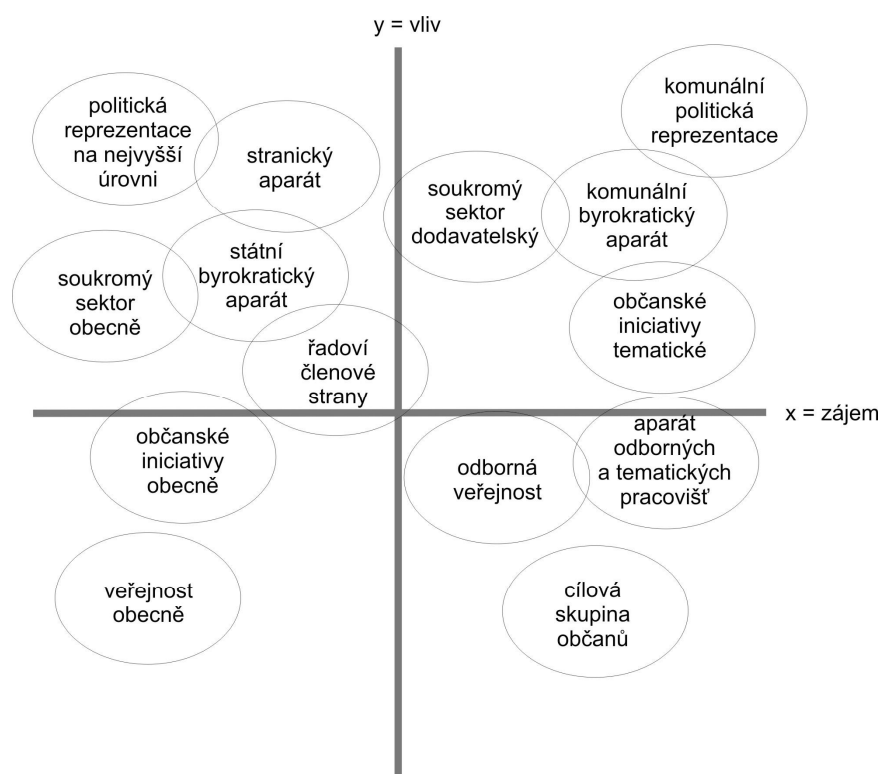 y = vliv
politická
reprezentace
na nejvyšší
úrovni
stranický
aparát
soukromý
sektor
dodavatelský
komunální
politická
reprezentace
komunální
byrokratický
aparát
soukromý
sektor
obecně
státní
byrokratický
aparát
občanské
iniciativy
tematické
řadoví
členové
strany
x = zájem
občanské
iniciativy
obecně
odborná
veřejnost
aparát
odborných
a tematických
pracovišť
veřejnost
obecně
cílová
skupina
občanů